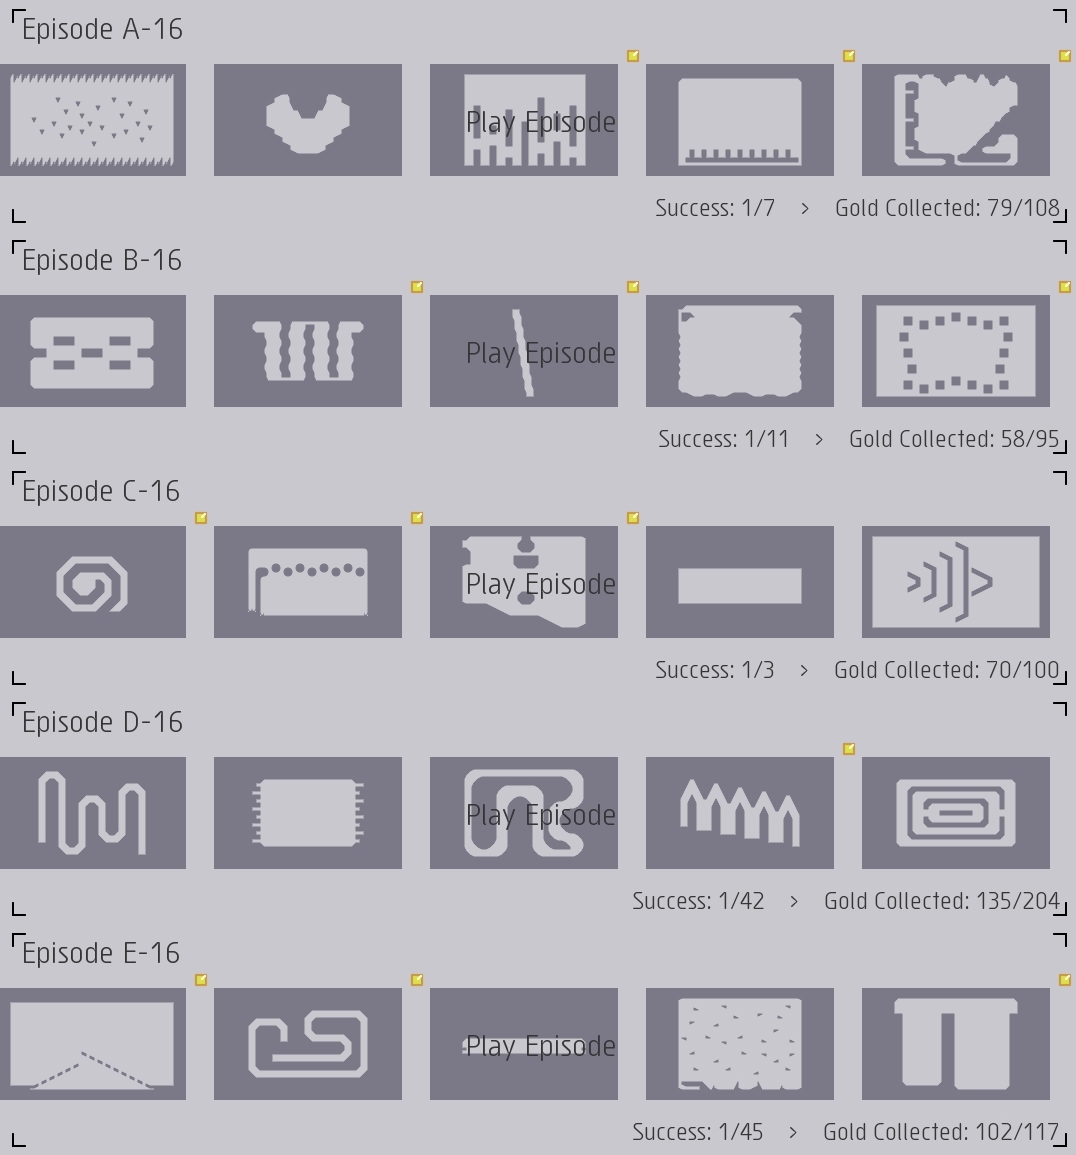 Episode A-16
Play Episode
Success: 1/7 > Gold Collected: 79/108
Episode B-16
Play Episode
Success: 1/11 > Gold Collected: 58/95
Episode C-16
Play Episode
Success: 1/3 > Gold Collected: 70/100
Episode D-16
Play Episode
Success: 1/42 > Gold Collected: 135/204
Episode E-16
Play Episode
Success: 1/45 > Gold Collected: 102/117